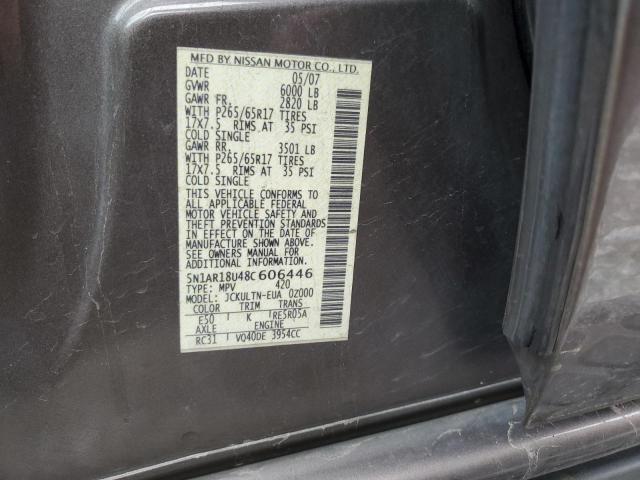 MFD BY NISSAN MOTOR CO., LTD.
DATE 05/07
GVWR 6000 LB
GAWR FR. 2820 LB
WITH P265/65R17 TIRES
17X7.5 RIMS AT 35 PSI
COLD SINGLE
GAWR RR. 3501 LB
WITH P265/65R17 TIRES
17X7.5 RIMS AT 35 PSI
COLD SINGLE
THIS VEHICLE CONFORMS TO
ALL APPLICABLE FEDERAL
MOTOR VEHICLE SAFETY AND
THEFT PREVENTION STANDARDS
IN EFFECT ON THE DATE OF
MANUFACTURE SHOWN ABOVE.
SEE OWNERS MANUAL FOR
ADDITIONAL INFORMATION.
5N1AR18U48C606446
TYPE: MPV 420
MODEL: JCKULTN-EUA 0Z000
COLOR TRIM TRANS
E50 K RE5R05A
AXLE ENGINE
RC31 VQ40DE 3954CC